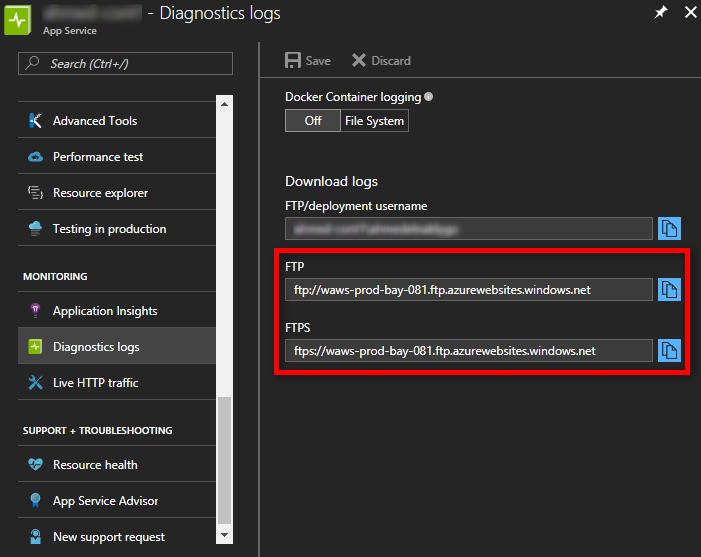 - Diagnostics logs
App Service
Search (Ctrl+/)
Advanced Tools
Performance test
Resource explorer
Testing in production
MONITORING
Application Insights
Diagnostics logs
Live HTTP traffic
SUPPORT + TROUBLESHOOTING
Resource health
App Service Advisor
New support request
Save Discard
Docker Container logging
Off File System
Download logs
FTP/deployment username
FTP
ftp://waws-prod-bay-081.ftp.azurewebsites.windows.net
FTPS
ftps://waws-prod-bay-081.ftp.azurewebsites.windows.net